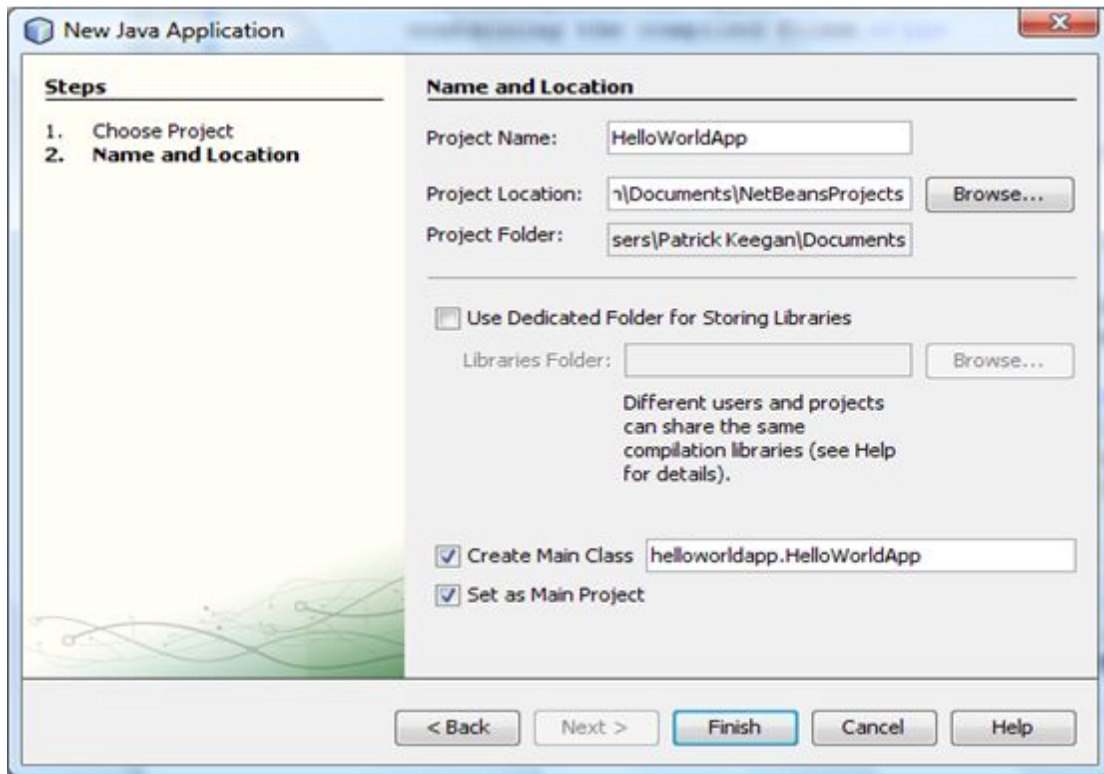 New Java Application
Steps
1. Choose Project
2. Name and Location
Name and Location
Project Name: HelloWorldApp
Project Location: \Documents\NetBeansProjects Browse...
Project Folder: sers\Patrick Keegan\Documents
Use Dedicated Folder for Storing Libraries
Libraries Folder: Browse...
Different users and projects
can share the same
compilation libraries (see Help
for details).
Create Main Class helloworldapp.HelloWorldApp
Set as Main Project
< Back Next > Finish Cancel Help